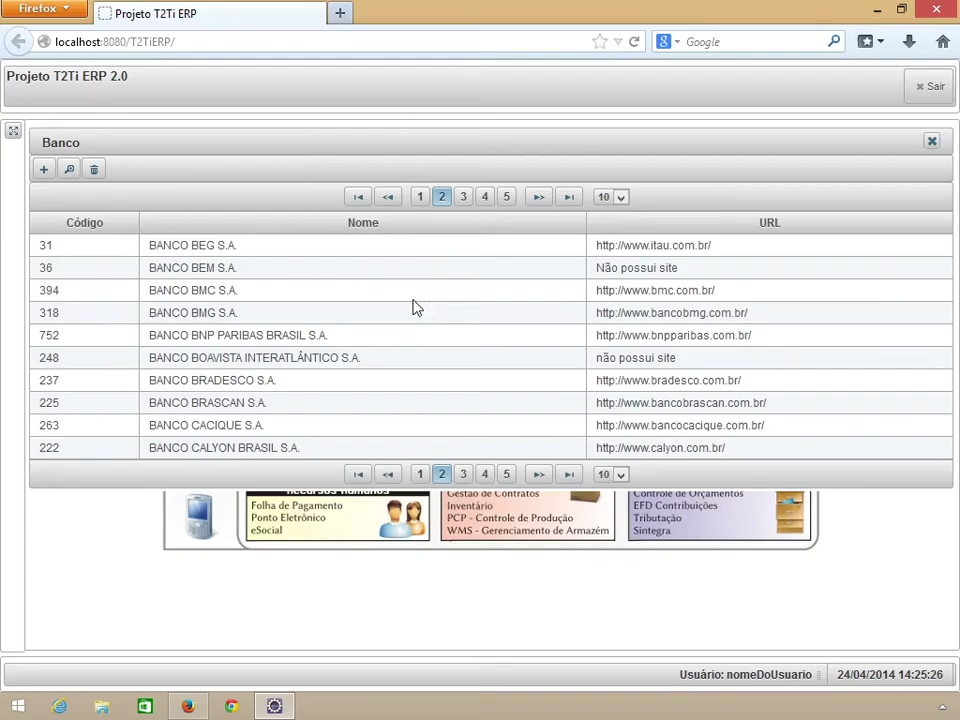 Firefox
Projeto T2Ti ERP
localhost:8080/T2TiERP/
Google
Projeto T2Ti ERP 2.0
Sair
Banco
1 2 3 4 5 10
Código Nome URL
31 BANCO BEG S.A. http://www.itau.com.br/
36 BANCO BEM S.A. Não possui site
394 BANCO BMC S.A. http://www.bmc.com.br/
318 BANCO BMG S.A. http://www.bancobmg.com.br/
752 BANCO BNP PARIBAS BRASIL S.A. http://www.bnpparibas.com.br/
248 BANCO BOAVISTA INTERATLÂNTICO S.A. não possui site
237 BANCO BRADESCO S.A. http://www.bradesco.com.br/
225 BANCO BRASCAN S.A. http://www.bancobrascan.com.br/
263 BANCO CACIQUE S.A. http://www.bancocacique.com.br/
222 BANCO CALYON BRASIL S.A. http://www.calyon.com.br/
1 2 3 4 5 10
Recursos Humanos
Folha de Pagamento
Ponto Eletrônico
eSocial
Gestão de Contratos
Inventário
PCP - Controle de Produção
WMS - Gerenciamento de Armazém
Controle de Orçamentos
EFD Contribuições
Tributação
Sintegra
Usuário: nomeDoUsuario 24/04/2014 14:25:26